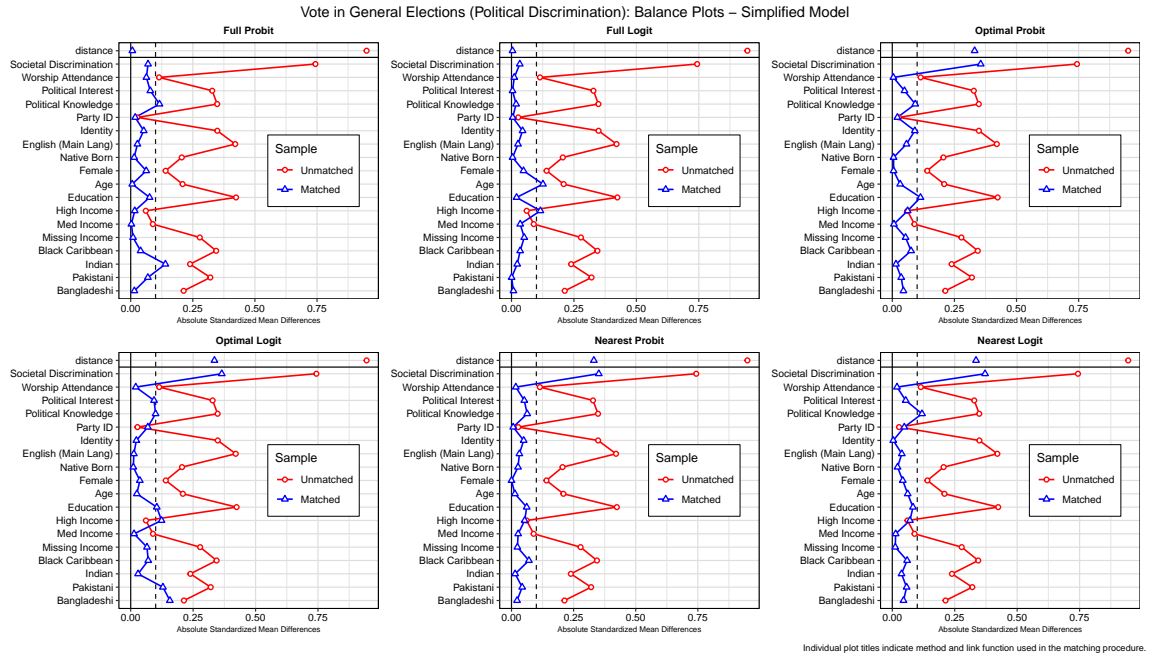 Vote in General Elections (Political Discrimination): Balance Plots – Simplified Model
Full Probit
distance
Societal Discrimination
Worship Attendance
Political Interest
Political Knowledge
Party ID
Identity
English (Main Lang)
Native Born
Female
Age
Education
High Income
Med Income
Missing Income
Black Caribbean
Indian
Pakistani
Bangladeshi
Sample
Unmatched
Matched
0.00 0.25 0.50 0.75
Absolute Standardized Mean Differences
Full Logit
distance
Societal Discrimination
Worship Attendance
Political Interest
Political Knowledge
Party ID
Identity
English (Main Lang)
Native Born
Female
Age
Education
High Income
Med Income
Missing Income
Black Caribbean
Indian
Pakistani
Bangladeshi
Sample
Unmatched
Matched
0.00 0.25 0.50 0.75
Absolute Standardized Mean Differences
Optimal Probit
distance
Societal Discrimination
Worship Attendance
Political Interest
Political Knowledge
Party ID
Identity
English (Main Lang)
Native Born
Female
Age
Education
High Income
Med Income
Missing Income
Black Caribbean
Indian
Pakistani
Bangladeshi
Sample
Unmatched
Matched
0.00 0.25 0.50 0.75
Absolute Standardized Mean Differences
Optimal Logit
distance
Societal Discrimination
Worship Attendance
Political Interest
Political Knowledge
Party ID
Identity
English (Main Lang)
Native Born
Female
Age
Education
High Income
Med Income
Missing Income
Black Caribbean
Indian
Pakistani
Bangladeshi
Sample
Unmatched
Matched
0.00 0.25 0.50 0.75
Absolute Standardized Mean Differences
Nearest Probit
distance
Societal Discrimination
Worship Attendance
Political Interest
Political Knowledge
Party ID
Identity
English (Main Lang)
Native Born
Female
Age
Education
High Income
Med Income
Missing Income
Black Caribbean
Indian
Pakistani
Bangladeshi
Sample
Unmatched
Matched
0.00 0.25 0.50 0.75
Absolute Standardized Mean Differences
Nearest Logit
distance
Societal Discrimination
Worship Attendance
Political Interest
Political Knowledge
Party ID
Identity
English (Main Lang)
Native Born
Female
Age
Education
High Income
Med Income
Missing Income
Black Caribbean
Indian
Pakistani
Bangladeshi
Sample
Unmatched
Matched
0.00 0.25 0.50 0.75
Absolute Standardized Mean Differences
Individual plot titles indicate method and link function used in the matching procedure.